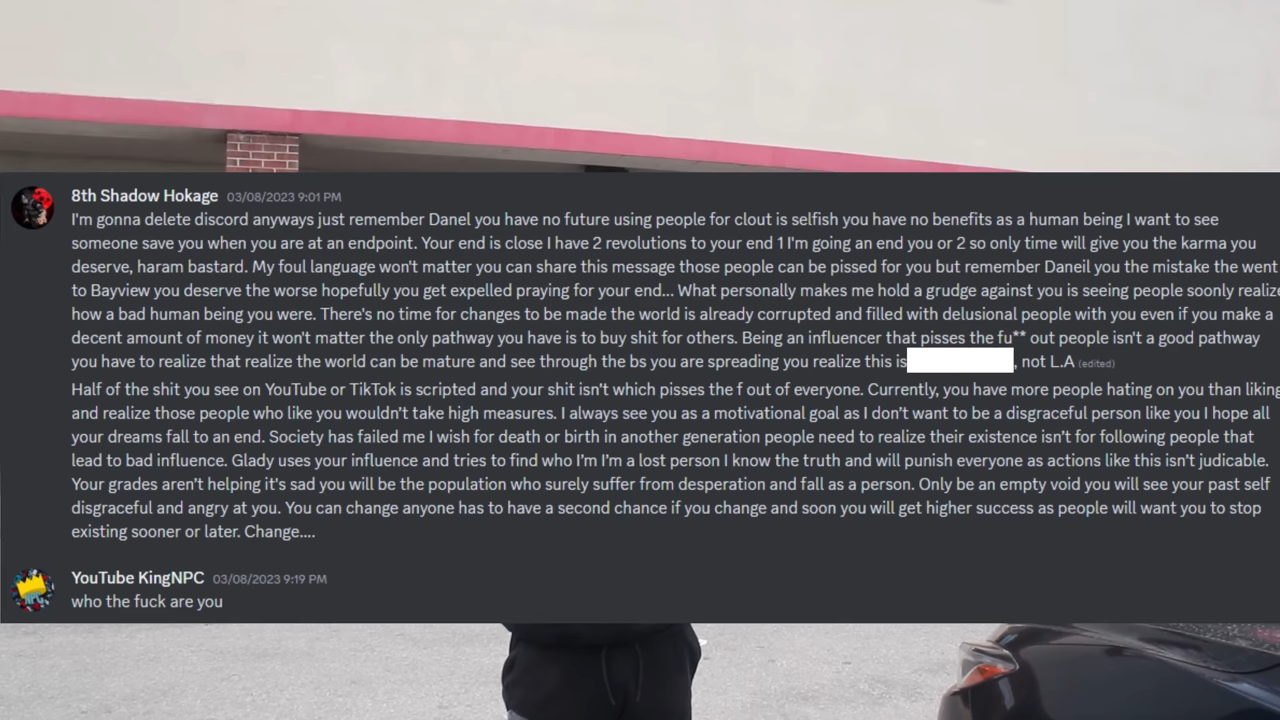 8th Shadow Hokage 03/08/2023 9:01 PM
I'm gonna delete discord anyways just remember Danel you have no future using people for clout is selfish you have no benefits as a human being I want to see
someone save you when you are at an endpoint. Your end is close I have 2 revolutions to your end 1 I'm going an end you or 2 so only time will give you the karma you
deserve, haram bastard. My foul language won't matter you can share this message those people can be pissed for you but remember Daneil you the mistake the went
to Bayview you deserve the worse hopefully you get expelled praying for your end... What personally makes me hold a grudge against you is seeing people soonly realize
how a bad human being you were. There's no time for changes to be made the world is already corrupted and filled with delusional people with you even if you make a
decent amount of money it won't matter the only pathway you have is to buy shit for others. Being an influencer that pisses the fu** out people isn't a good pathway
you have to realize that realize the world can be mature and see through the bs you are spreading you realize this is , not L.A (edited)
Half of the shit you see on YouTube or TikTok is scripted and your shit isn't which pisses the f out of everyone. Currently, you have more people hating on you than liking
and realize those people who like you wouldn't take high measures. I always see you as a motivational goal as I don't want to be a disgraceful person like you I hope all
your dreams fall to an end. Society has failed me I wish for death or birth in another generation people need to realize their existence isn't for following people that
lead to bad influence. Glady uses your influence and tries to find who I'm I'm a lost person I know the truth and will punish everyone as actions like this isn't judicable.
Your grades aren't helping it's sad you will be the population who surely suffer from desperation and fall as a person. Only be an empty void you will see your past self
disgraceful and angry at you. You can change anyone has to have a second chance if you change and soon you will get higher success as people will want you to stop
existing sooner or later. Change....
YouTube KingNPC 03/08/2023 9:19 PM
who the fuck are you